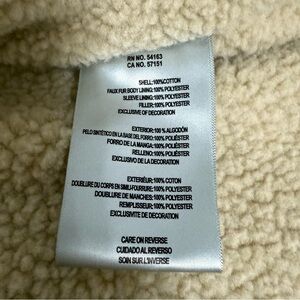 RN NO. 54163
CA NO. 57151
SHELL:100%COTTON
FAUX FUR BODY LINING:100% POLYESTER
SLEEVE LINING:100% POLYESTER
FILLER:100% POLYESTER
EXCLUSIVE OF DECORATION
EXTERIOR:100 % ALGODÓN
PELO SINTÉTICO EN LA BASE DEL FORRO:100% POLIÉSTER
FORRO DE LA MANGA:100% POLIÉSTER
RELLENO:100% POLIÉSTER
EXCLUSIVO DE LA DECORACIÓN
EXTÉRIEUR:100% COTON
DOUBLURE DU CORPS EN SIMILI-FOURRURE:100% POLYESTER
DOUBLURE DE MANCHES:100% POLYESTER
REMPLISSEUR:100% POLYESTER
EXCLUSIVITÉ DE DÉCORATION
CARE ON REVERSE
CUIDADO AL REVERSO
SOIN SUR L'INVERSE